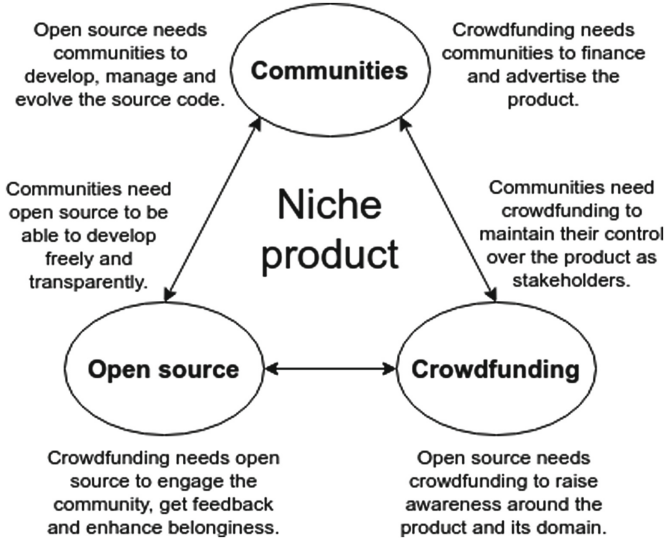 Open source needs
communities to
develop, manage and
evolve the source code.
Communities
Crowdfunding needs
communities to finance
and advertise the
product.
Communities need
open source to be
able to develop
freely and
transparently.
Niche
product
Communities need
crowdfunding to
maintain their control
over the product as
stakeholders.
Open source
Crowdfunding
Crowdfunding needs open
source to engage the
community, get feedback
and enhance belonginess.
Open source needs
crowdfunding to raise
awareness around the
product and its domain.